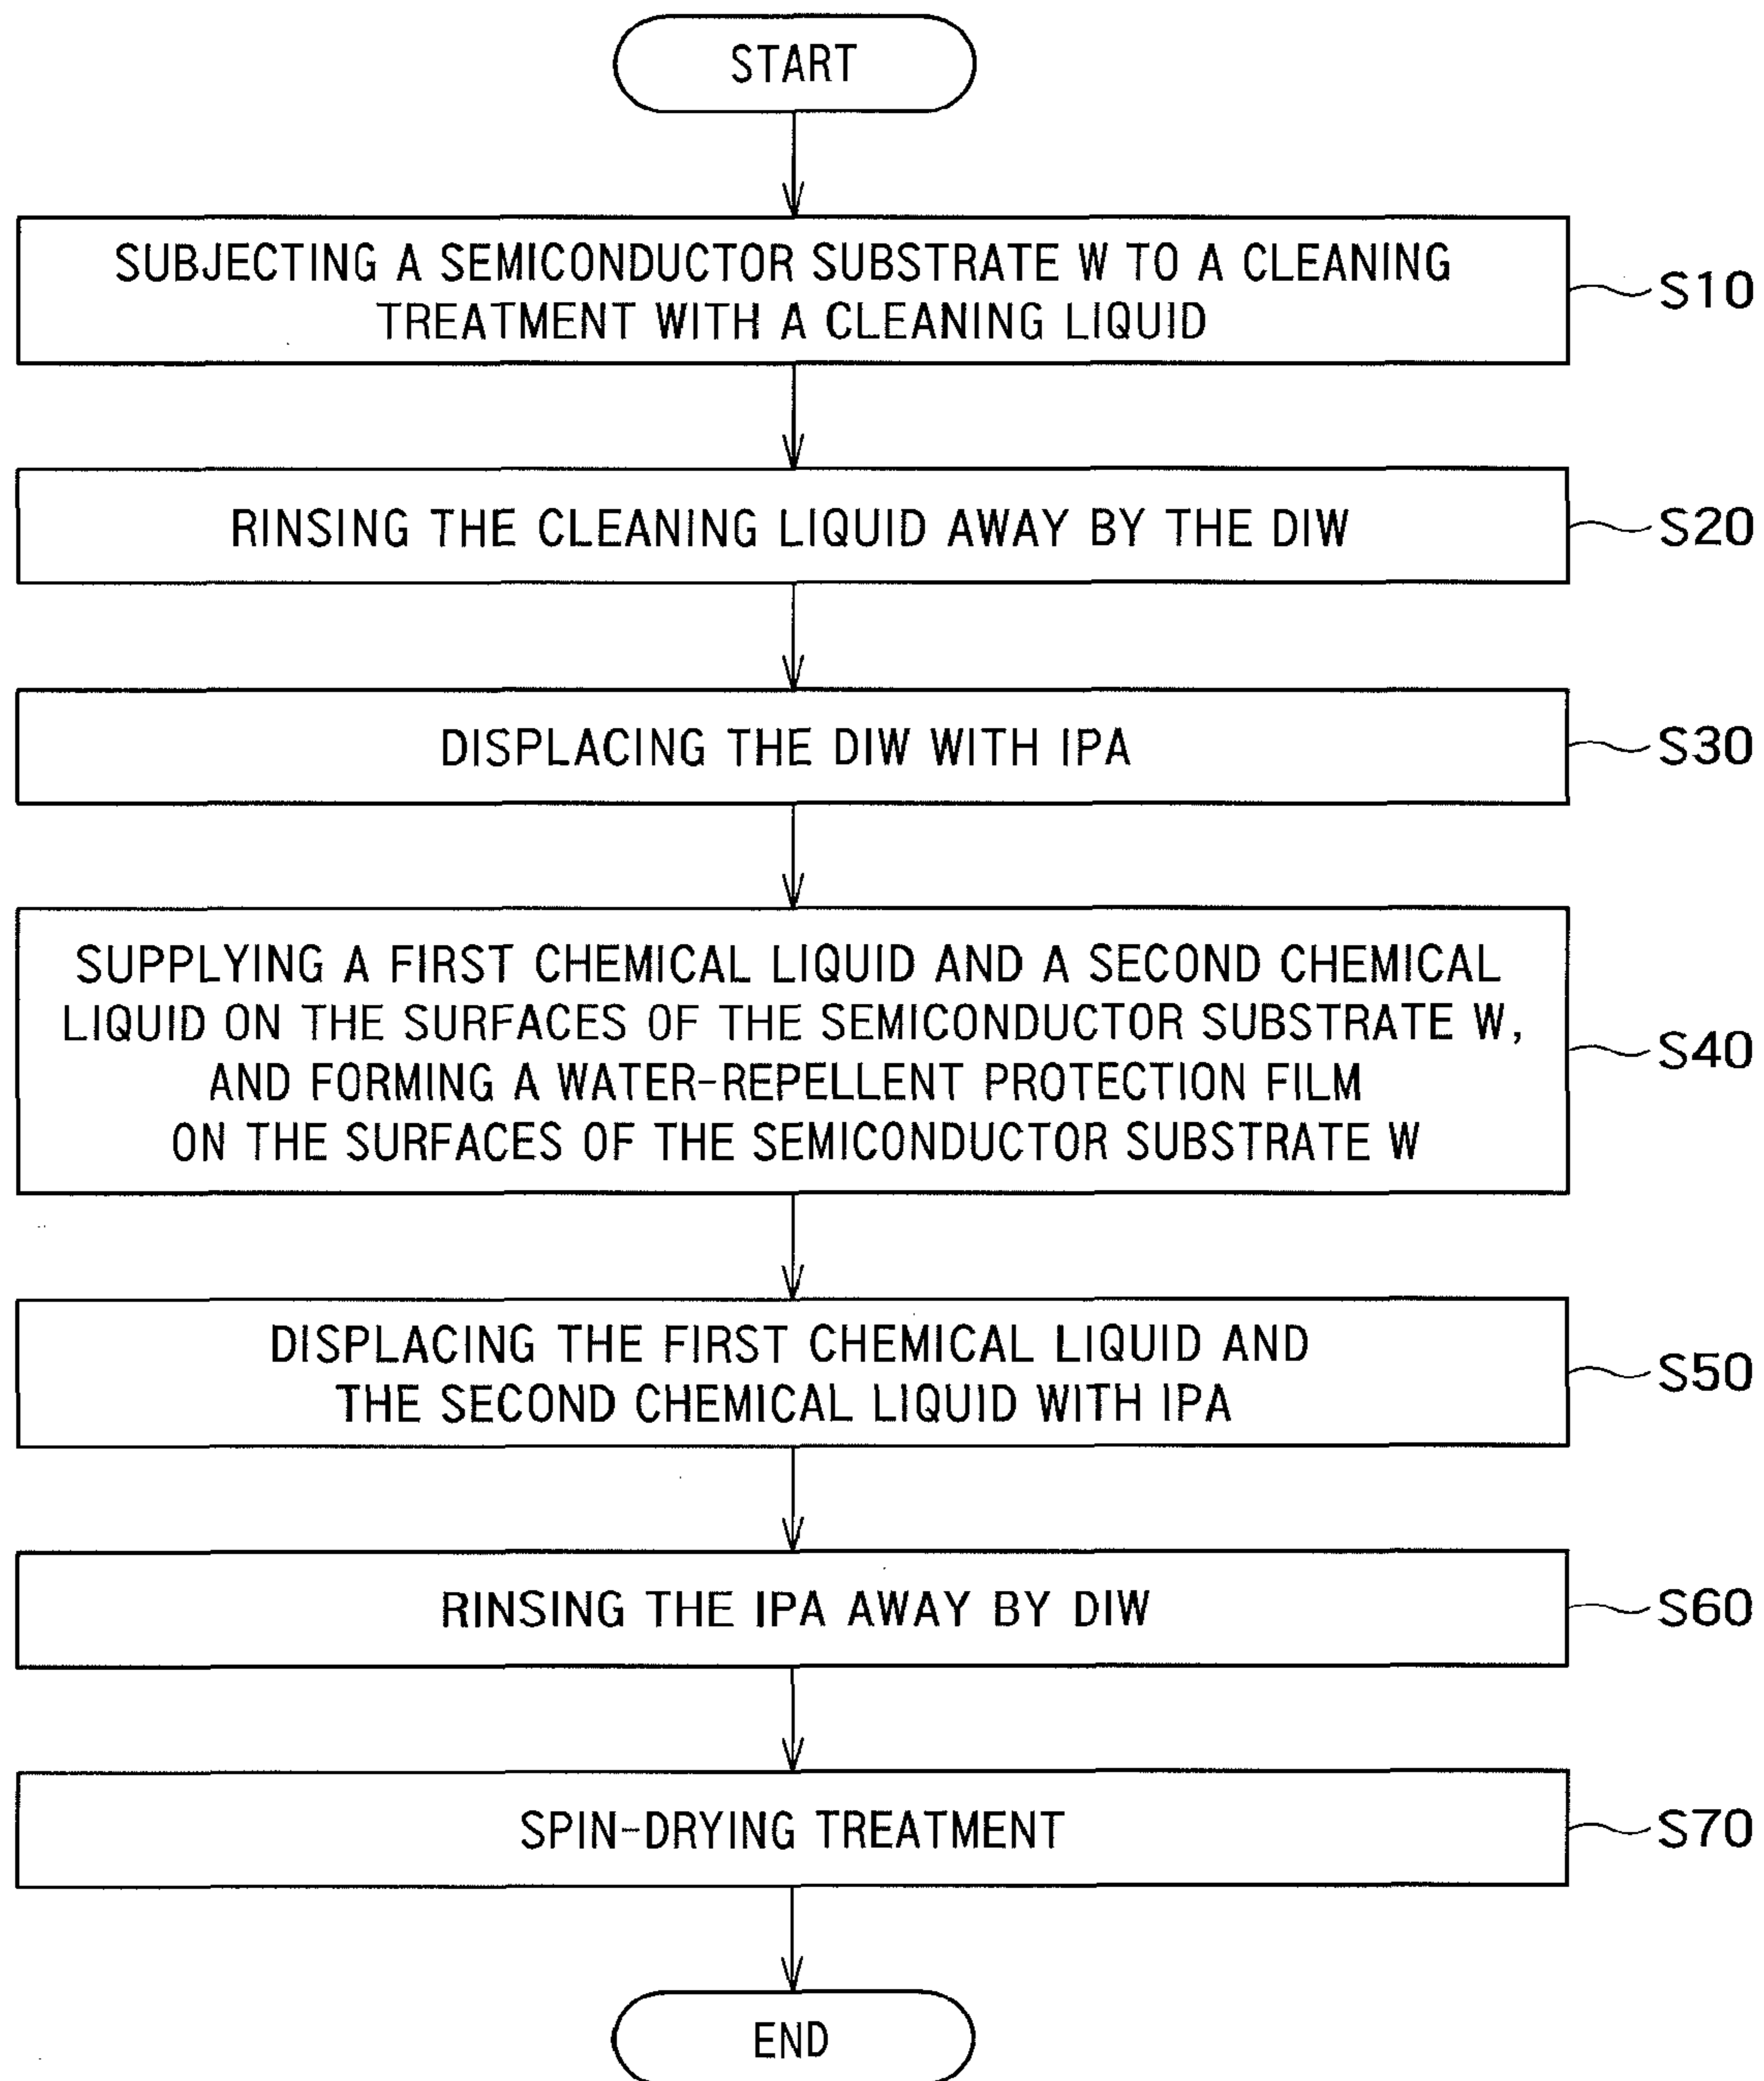 START
SUBJECTING A SEMICONDUCTOR SUBSTRATE W TO A CLEANING
TREATMENT WITH A CLEANING LIQUID
S10
RINSING THE CLEANING LIQUID AWAY BY THE DIW
S20
DISPLACING THE DIW WITH IPA
S30
SUPPLYING A FIRST CHEMICAL LIQUID AND A SECOND CHEMICAL
LIQUID ON THE SURFACES OF THE SEMICONDUCTOR SUBSTRATE W,
AND FORMING A WATER-REPELLENT PROTECTION FILM
ON THE SURFACES OF THE SEMICONDUCTOR SUBSTRATE W
S40
DISPLACING THE FIRST CHEMICAL LIQUID AND
THE SECOND CHEMICAL LIQUID WITH IPA
S50
RINSING THE IPA AWAY BY DIW
S60
SPIN-DRYING TREATMENT
S70
END